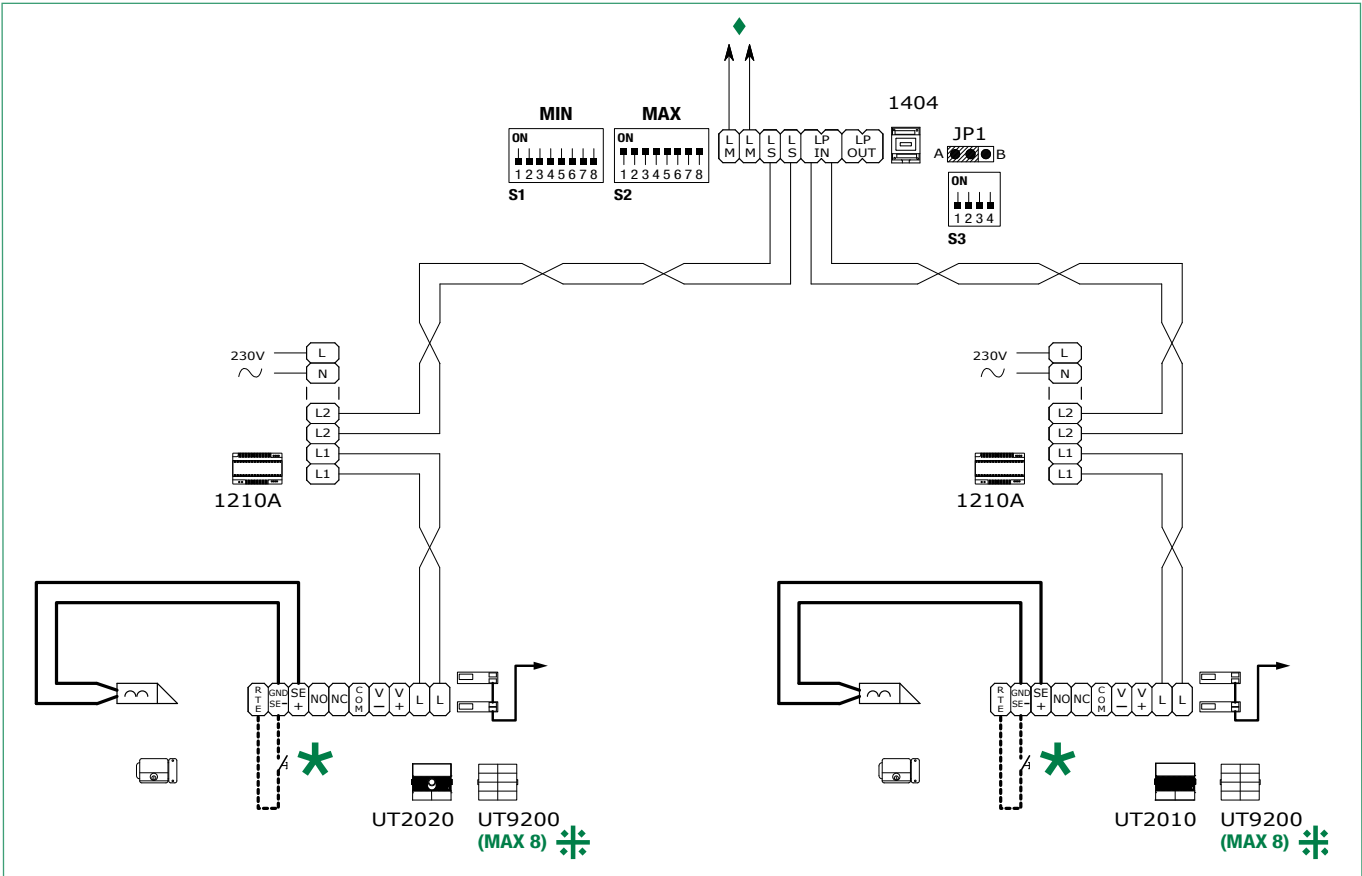 1404
MIN MAX
ON ON
L M L M L S L S LP IN LP OUT
JP1
A B
1 2 3 4 5 6 7 8 1 2 3 4 5 6 7 8
S1 S2
ON
1 2 3 4
S3
230V L 230V L
N N
L2 L2
L2 L2
L1 L1
L1 L1
1210A 1210A
RTE GND SE- SE + NO NC COM V - V + L L RTE GND SE- SE + NO NC COM V - V + L L
UT2020 UT9200 UT2010 UT9200
(MAX 8) (MAX 8)